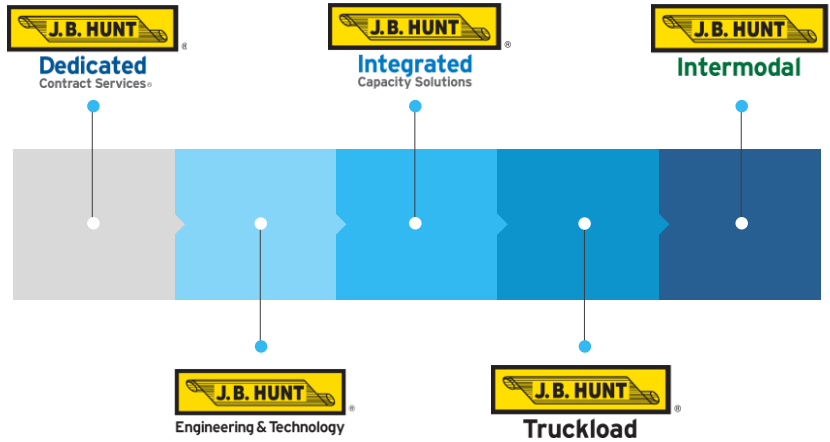 J.B. HUNT ®
Dedicated
Contract Services®
J.B. HUNT ®
Integrated
Capacity Solutions
J.B. HUNT ®
Intermodal
J.B. HUNT ®
Engineering & Technology
J.B. HUNT ®
Truckload